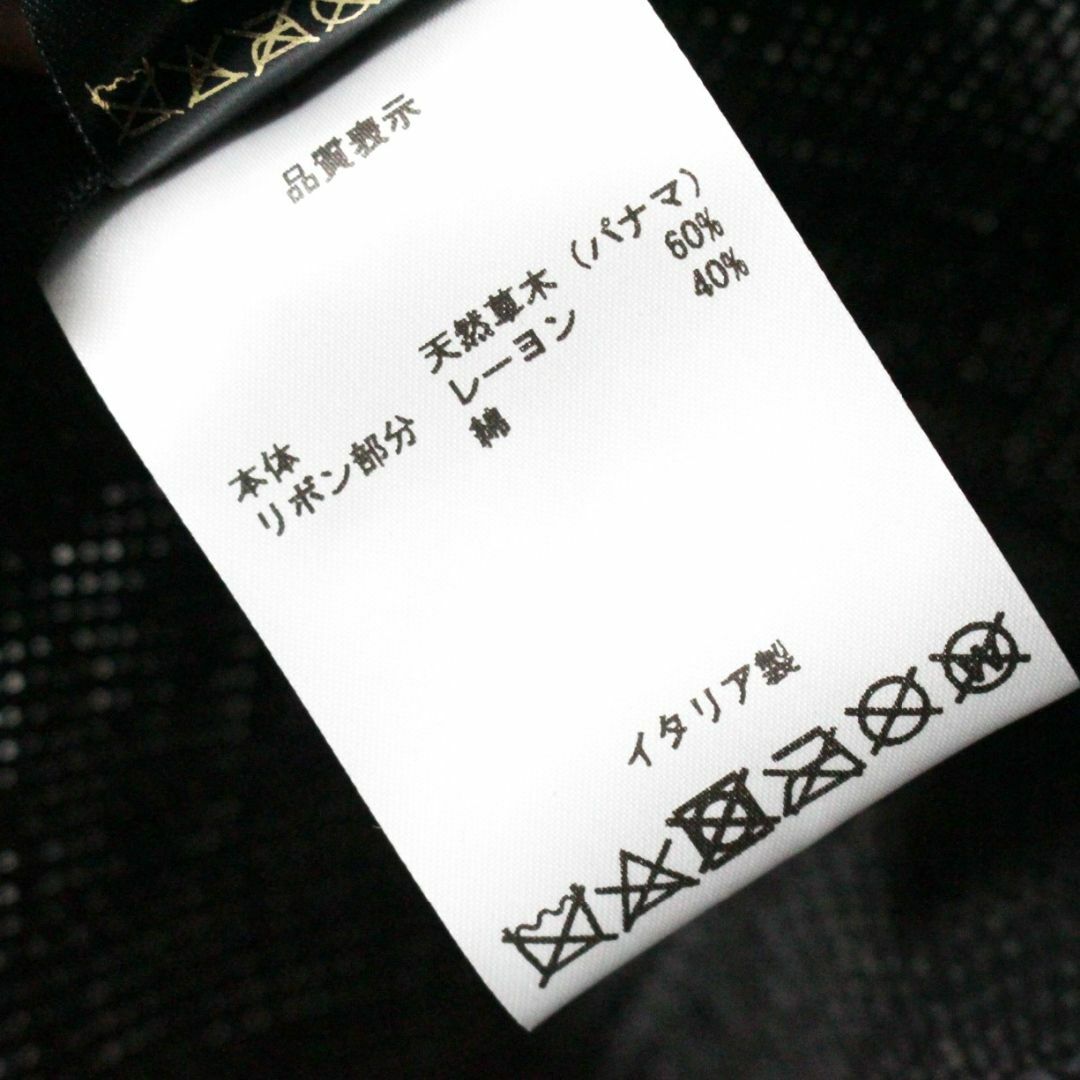 品質表示
本体 天然草木（パナマ）
リボン部分 レーヨン 60%
綿 40%
イタリア製